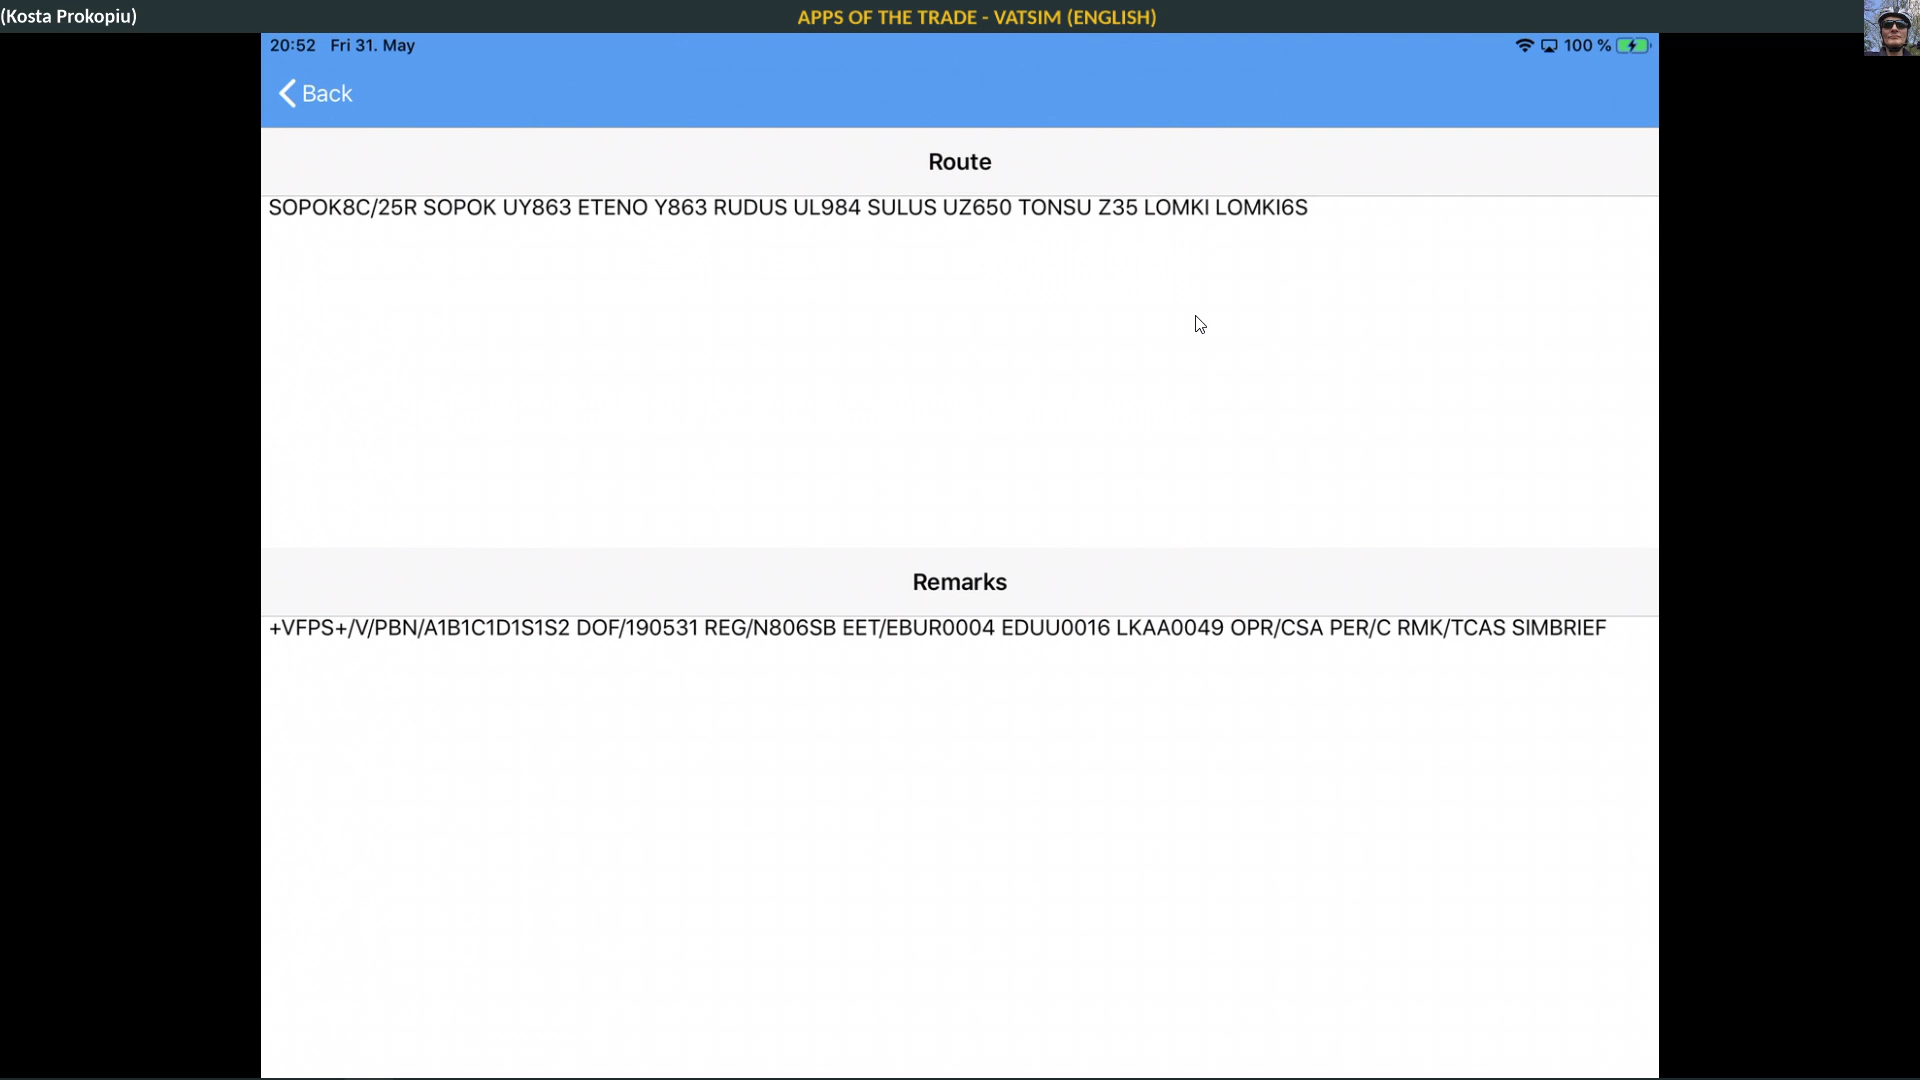 (Kosta Prokopiu)
APPS OF THE TRADE - VATSIM (ENGLISH)
20:52 Fri 31. May
100 %
Back
Route
SOPOK8C/25R SOPOK UY863 ETENO Y863 RUDUS UL984 SULUS UZ650 TONSU Z35 LOMKI LOMKI6S
Remarks
+VFPS+/V/PBN/A1B1C1D1S1S2 DOF/190531 REG/N806SB EET/EBUR0004 EDUU0016 LKAA0049 OPR/CSA PER/C RMK/TCAS SIMBRIEF